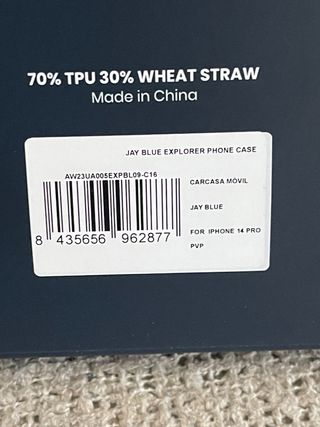 70% TPU 30% WHEAT STRAW
Made in China
JAY BLUE EXPLORER PHONE CASE
AW23UA005EXPBL09-C16
CARCASA MÓVIL
JAY BLUE
FOR IPHONE 14 PRO
PVP
8 435656 962877